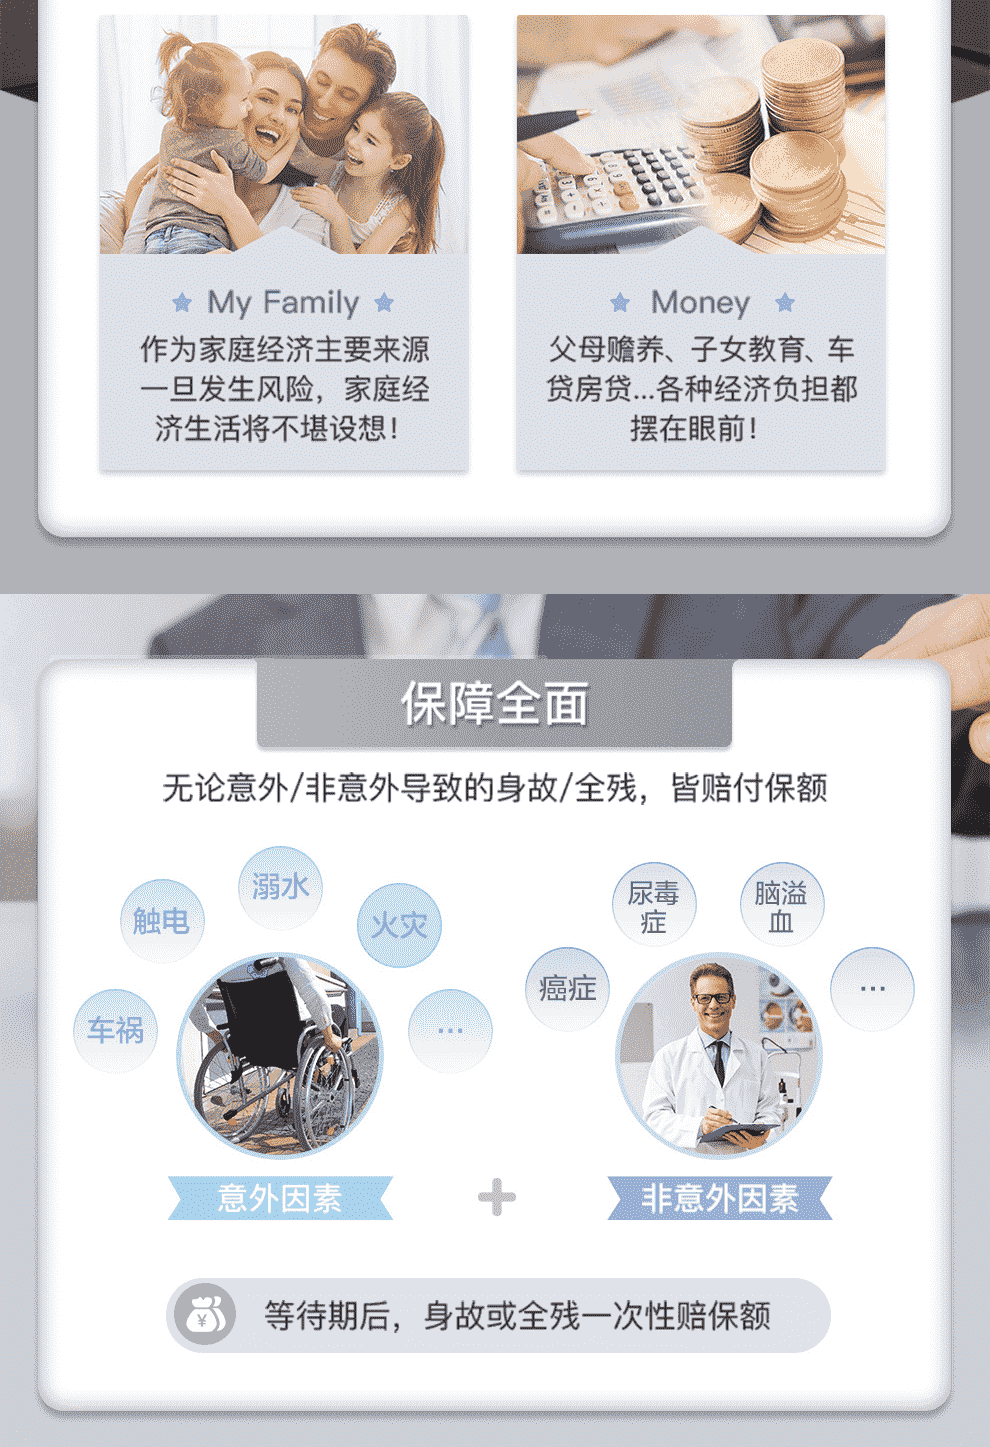 My Family
作为家庭经济主要来源
一旦发生风险，家庭经
济生活将不堪设想！
Money
父母赡养、子女教育、车
贷房贷...各种经济负担都
摆在眼前！
保障全面
无论意外/非意外导致的身故/全残，皆赔付保额
触电
溺水
火灾
车祸
...
尿毒
症
脑溢
血
癌症
...
意外因素
非意外因素
¥
等待期后，身故或全残一次性赔保额